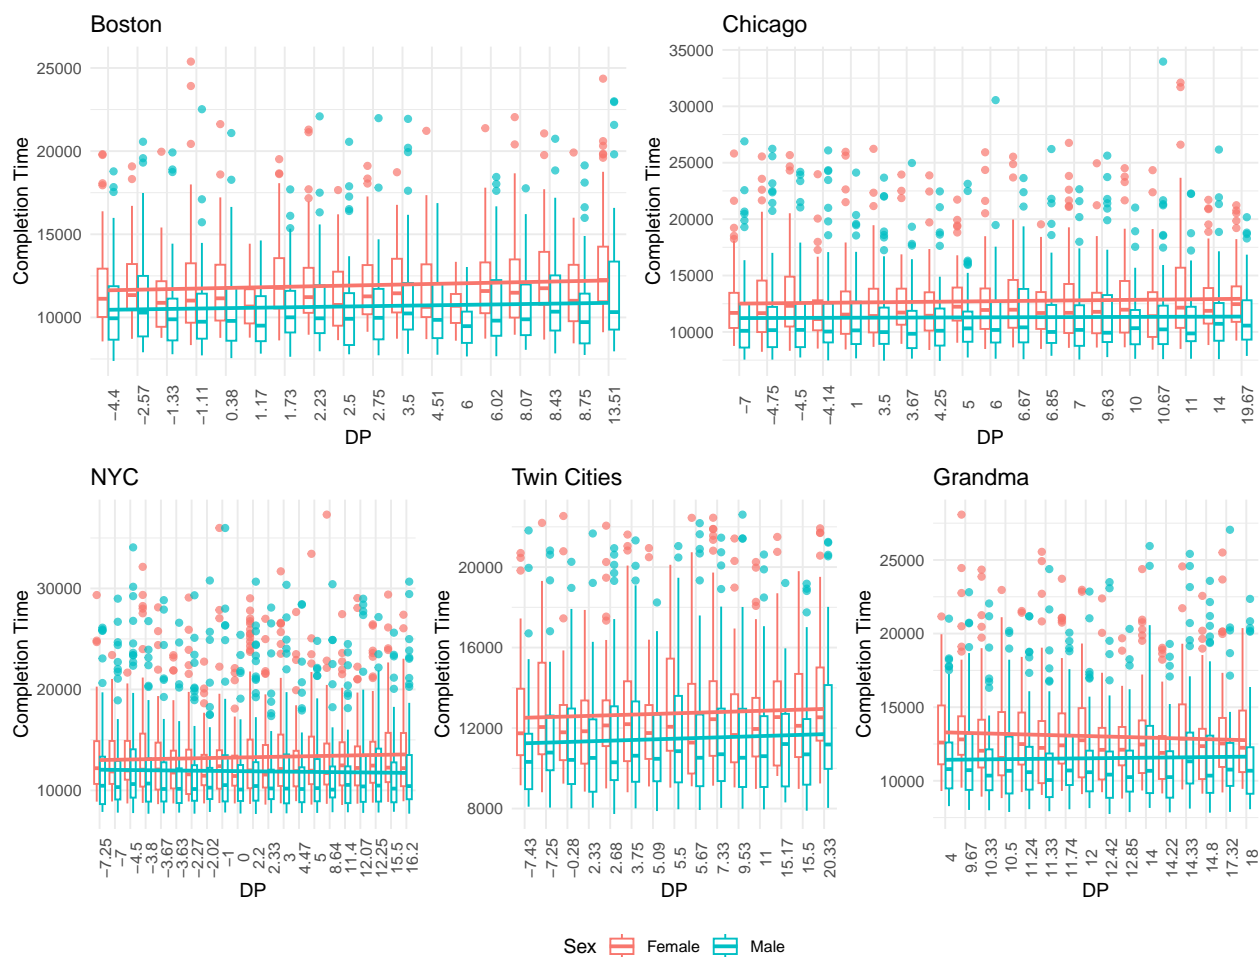 Boston
Completion Time
25000
20000
15000
10000
−4.4 −2.57 −1.33 −1.11 0.38 1.17 1.73 2.23 2.5 2.75 3.5 4.51 6 6.02 8.07 8.43 8.75 13.51
DP
Chicago
Completion Time
35000
30000
25000
20000
15000
10000
−7 −4.75 −4.5 −4.14 1 3.5 3.67 4.25 5 6 6.67 6.85 7 9.63 10 10.67 11 14 19.67
DP
NYC
Completion Time
30000
20000
10000
−7.25 −7 −4.5 −3.8 −3.67 −3.63 −2.27 −2.02 −1 0 2.2 2.33 3 4.47 5 8.64 11.4 12.07 12.25 15.5 16.2
DP
Twin Cities
Completion Time
20000
16000
12000
8000
−7.43 −7.25 −0.28 2.33 2.68 3.75 5.09 5.5 5.67 7.33 9.53 11 15.17 15.5 20.33
DP
Grandma
Completion Time
25000
20000
15000
10000
4 9.67 10.33 10.5 11.24 11.33 11.74 12 12.42 12.85 14 14.22 14.33 14.8 17.32 18
DP
Sex Female Male